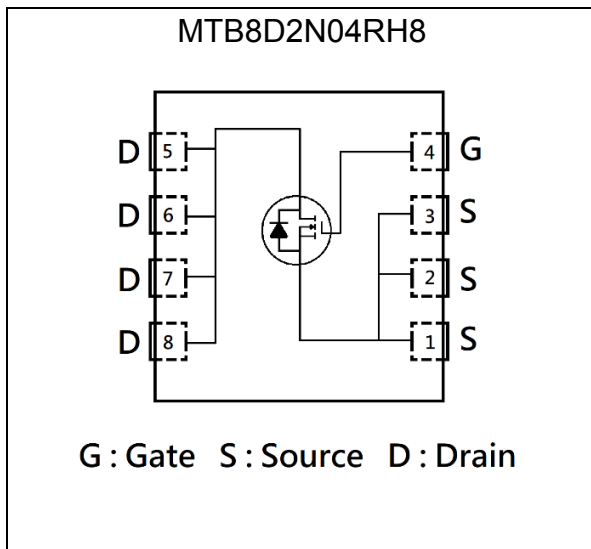 MTB8D2N04RH8
D 5 4 G
D 6 3 S
D 7 2 S
D 8 1 S
G : Gate S : Source D : Drain